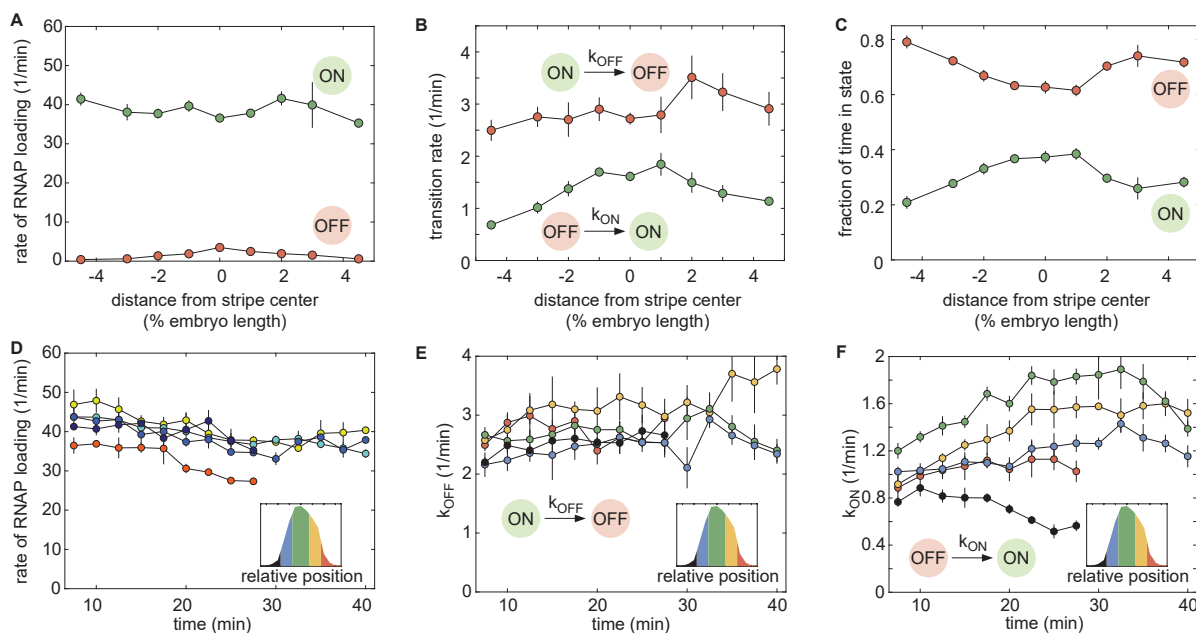 A
rate of RNAP loading (1/min)
60
50
40
30
20
10
0
ON
OFF
-4
-2
0
2
4
distance from stripe center
(% embryo length)
B
transition rate (1/min)
4
3
2
1
0
ON
kOFF
OFF
OFF
kON
ON
-4
-2
0
2
4
distance from stripe center
(% embryo length)
C
fraction of time in state
0.8
0.6
0.4
0.2
0
OFF
ON
-4
-2
0
2
4
distance from stripe center
(% embryo length)
D
rate of RNAP loading (1/min)
60
50
40
30
20
10
0
relative position
10
20
30
40
time (min)
E
kOFF (1/min)
4
3
2
1
0
ON
kOFF
OFF
relative position
10
20
30
40
time (min)
F
kON (1/min)
2
1.6
1.2
0.8
0.4
0
OFF
kON
ON
relative position
10
20
30
40
time (min)